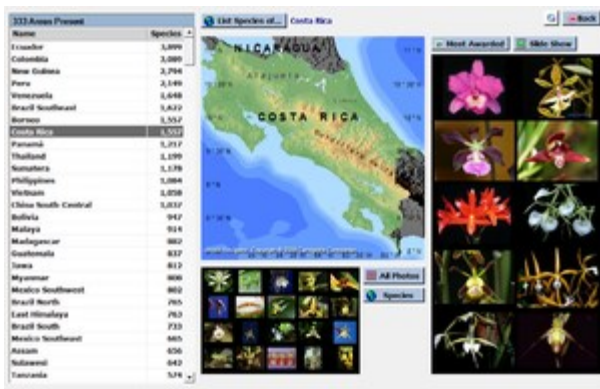 333 Areas Present
Name Species
Ecuador 3,899
Colombia 3,089
New Guinea 2,794
Peru 2,149
Venezuela 1,648
Brazil Southeast 1,622
Borneo 1,557
Costa Rica 1,557
Panamá 1,217
Thailand 1,199
Sumatera 1,178
Philippines 1,084
Vietnam 1,058
China South-Central 1,037
Bolivia 947
Malaya 914
Madagascar 882
Guatemala 837
Jawa 812
Myanmar 808
Mexico Southwest 802
Brazil North 765
East Himalaya 763
Brazil South 733
Mexico Southeast 665
Assam 656
Sulawesi 642
Tanzania 574
List Species of... Costa Rica
Back
NICARAGUA
Alajuela
COSTA RICA
All Photos
Species
Most Awarded
Slide Show